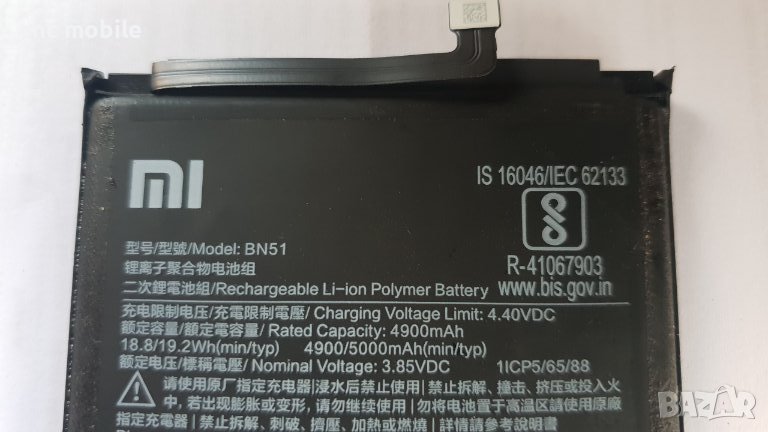 mobile
mi
IS 16046/IEC 62133
型号/型號/Model: BN51
锂离子聚合物电池组
R-41067903
二次鋰電池組/Rechargeable Li-ion Polymer Battery
www.bis.gov.in
充电限制电压/充電限制電壓/ Charging Voltage Limit: 4.40VDC
额定容量/額定電容量/ Rated Capacity: 4900mAh
18.8/19.2Wh(min/typ) 4900/5000mAh(min/typ)
额定电压/標稱電壓/ Nominal Voltage: 3.85VDC 1ICP5/65/88
请使用原厂指定充电器|浸水后禁止使用|禁止拆解、撞击、挤压或投入火
中|若出现膨胀或变形，请勿继续使用|勿将电池置于高温区|請使用原廠
指定充電器|禁止拆解、刺破、擠壓、加熱或燃燒|詳情請參閱說明書
BAZAR